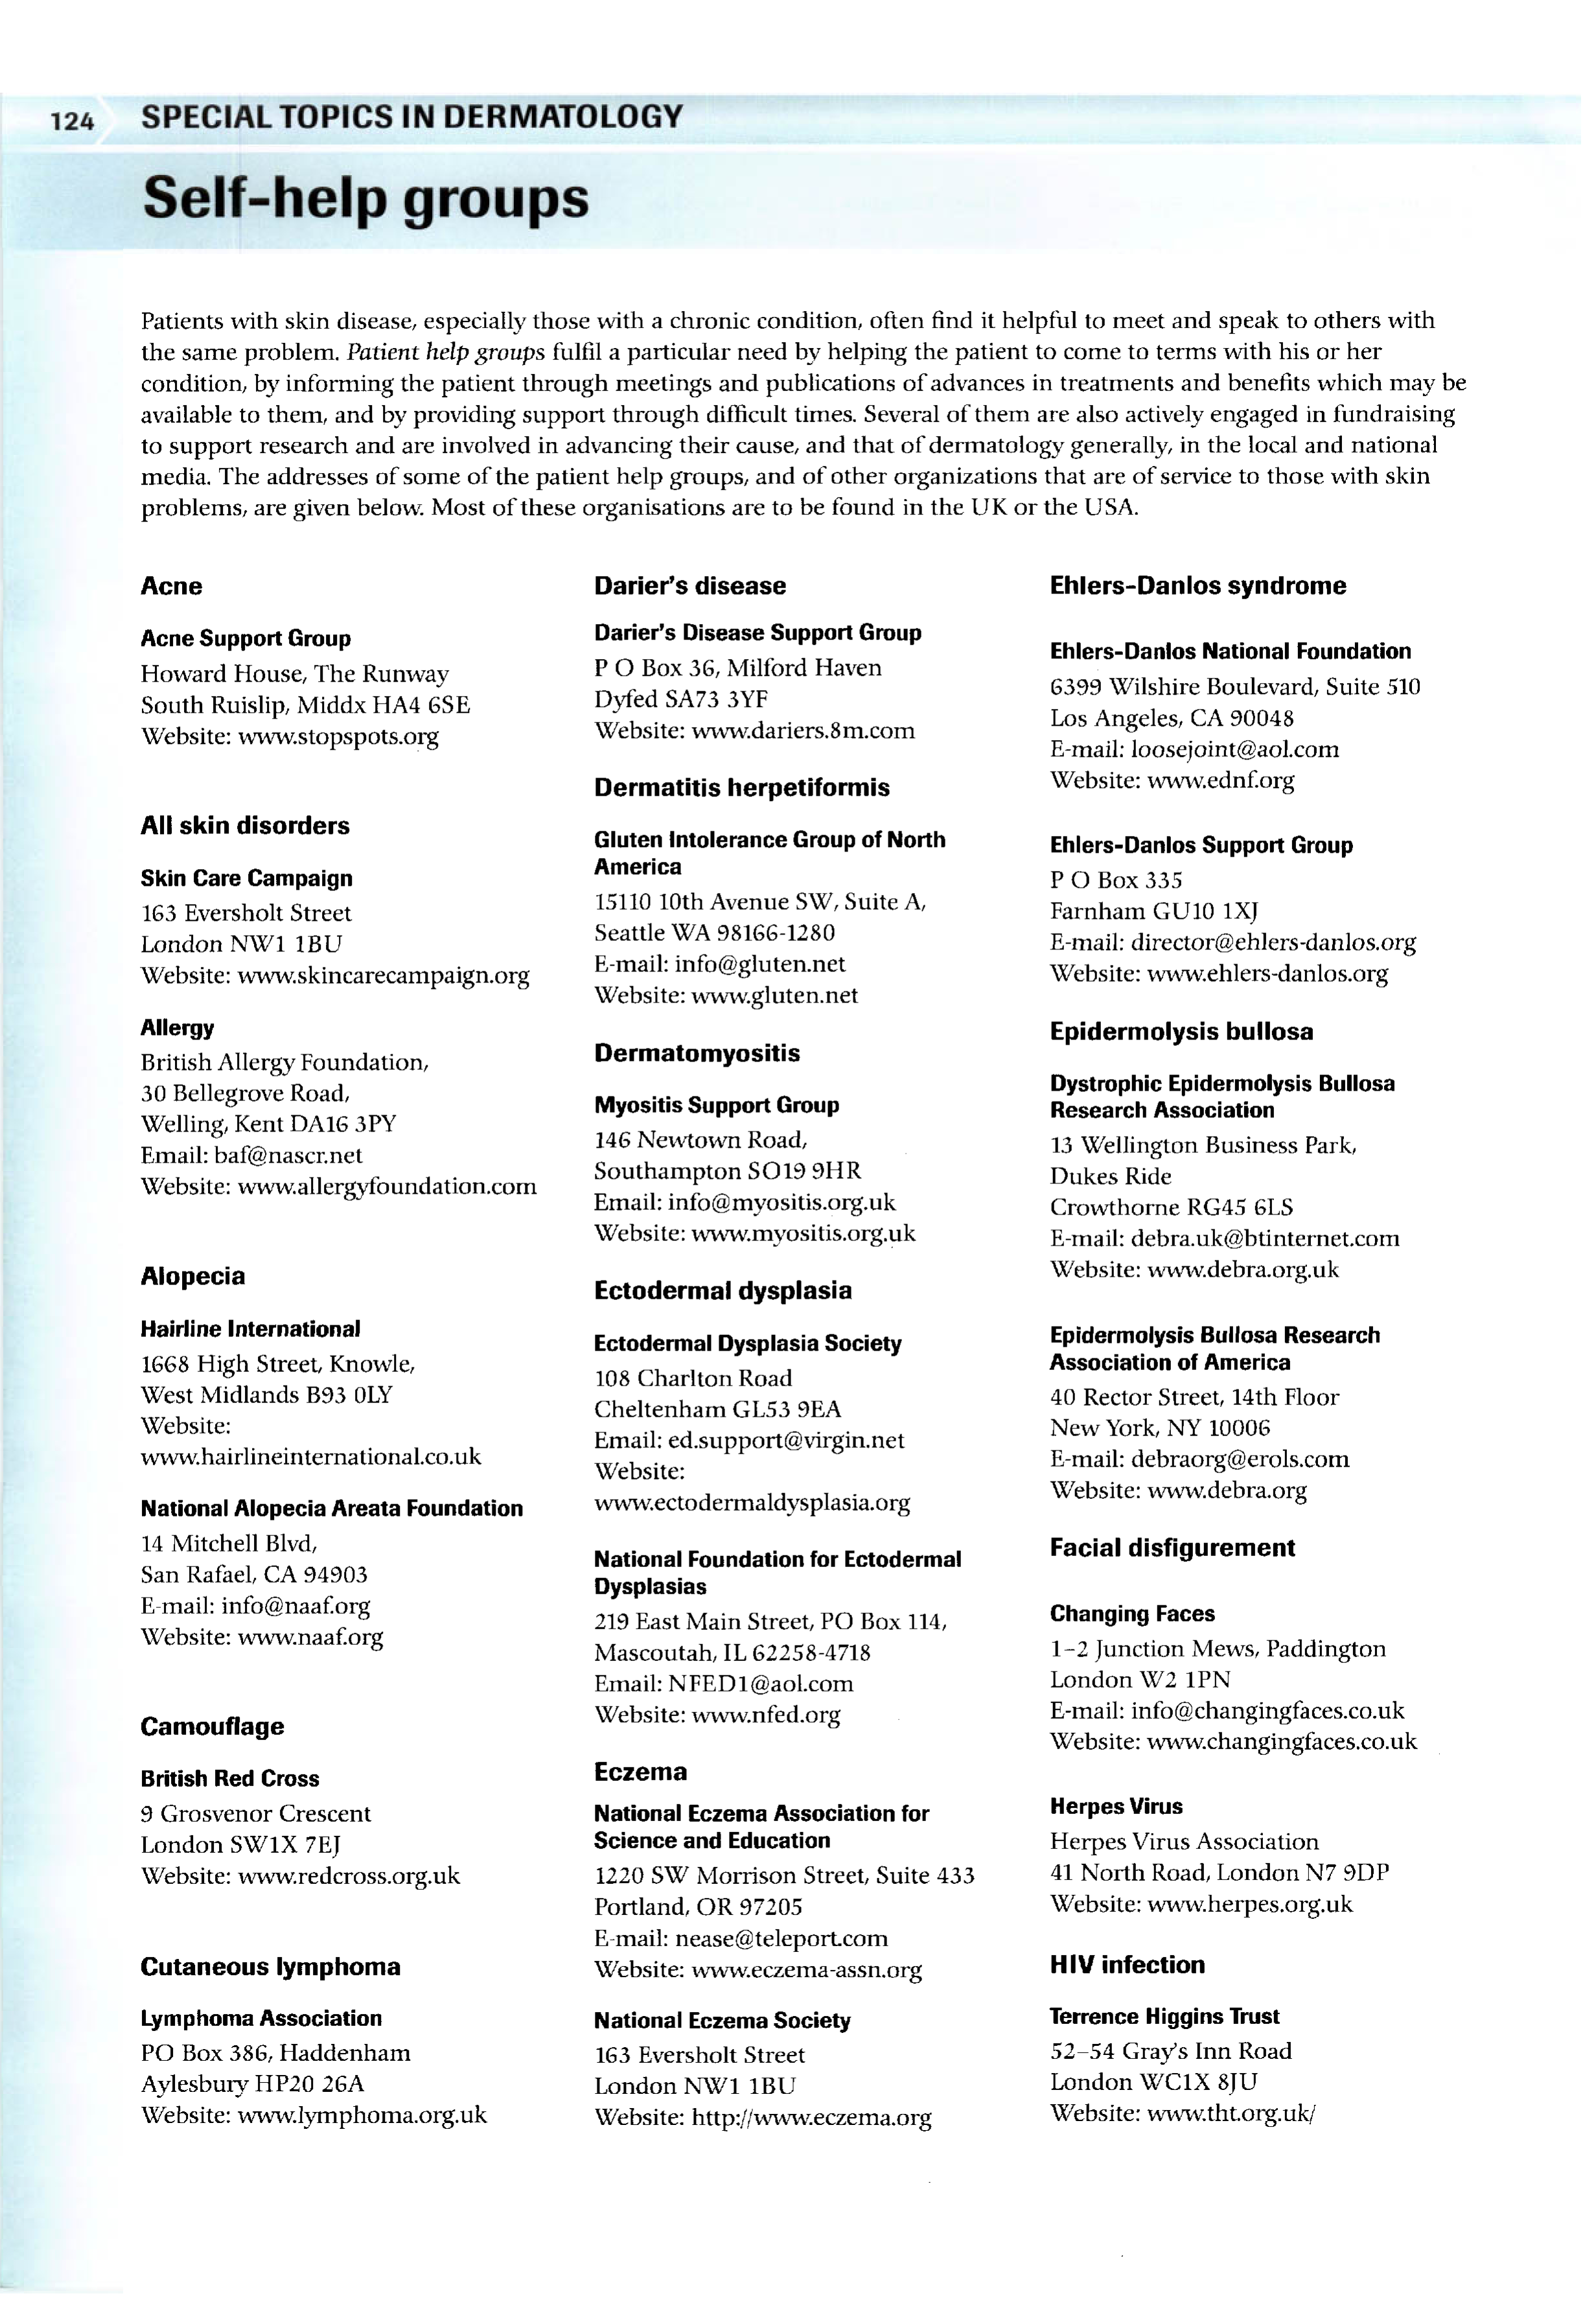 124
SPECIAL TOPICS IN DERMATOLOGY
Self-help groups
Patients with skin disease, especially those with a chronic condition, often find it helpful to meet and speak to others with
the same problem. Patient help groups fulfil a particular need by helping the patient to come to terms with his or her
condition, by informing the patient through meetings and publications of advances in treatments and benefits which may be
available to them, and by providing support through difficult times. Several of them are also actively engaged in fundraising
to support research and are involved in advancing their cause, and that of dermatology generally, in the local and national
media. The addresses of some of the patient help groups, and of other organizations that are of service to those with skin
problems, are given below. Most of these organisations are to be found in the UK or the USA.
Acne
Acne Support Group
Howard House, The Runway
South Ruislip, Middx HA4 6SE
Website: www.stopspots.org
All skin disorders
Skin Care Campaign
163 Eversholt Street
London NW1 1BU
Website: www.skincarecampaign.org
Allergy
British Allergy Foundation,
30 Bellegrove Road,
Welling, Kent DA16 3PY
Email: baf@nascr.net
Website: www.allergyfoundation.com
Alopecia
Hairline International
1668 High Street, Knowle,
West Midlands B93 0LY
Website:
www.hairlineinternational.co.uk
National Alopecia Areata Foundation
14 Mitchell Blvd,
San Rafael, CA 94903
E-mail: info@naaf.org
Website: www.naaf.org
Camouflage
British Red Cross
9 Grosvenor Crescent
London SW1X 7EJ
Website: www.redcross.org.uk
Cutaneous lymphoma
Lymphoma Association
PO Box 386, Haddenham
Aylesbury HP20 26A
Website: www.lymphoma.org.uk
Darier's disease
Darier's Disease Support Group
P O Box 36, Milford Haven
Dyfed SA73 3YF
Website: www.dariers.8m.com
Dermatitis herpetiformis
Gluten Intolerance Group of North
America
15110 10th Avenue SW, Suite A,
Seattle WA 98166-1280
E-mail: info@gluten.net
Website: www.gluten.net
Dermatomyositis
Myositis Support Group
146 Newtown Road,
Southampton SO19 9HR
Email: info@myositis.org.uk
Website: www.myositis.org.uk
Ectodermal dysplasia
Ectodermal Dysplasia Society
108 Charlton Road
Cheltenham GL53 9EA
Email: ed.support@virgin.net
Website:
www.ectodermaldysplasia.org
National Foundation for Ectodermal
Dysplasias
219 East Main Street, PO Box 114,
Mascoutah, IL 62258-4718
Email: NFED1@aol.com
Website: www.nfed.org
Eczema
National Eczema Association for
Science and Education
1220 SW Morrison Street, Suite 433
Portland, OR 97205
E-mail: nease@teleport.com
Website: www.eczema-assn.org
National Eczema Society
163 Eversholt Street
London NW1 1BU
Website: http://www.eczema.org
Ehlers-Danlos syndrome
Ehlers-Danlos National Foundation
6399 Wilshire Boulevard, Suite 510
Los Angeles, CA 90048
E-mail: loosejoint@aol.com
Website: www.ednf.org
Ehlers-Danlos Support Group
P O Box 335
Farnham GU10 1XJ
E-mail: director@ehlers-danlos.org
Website: www.ehlers-danlos.org
Epidermolysis bullosa
Dystrophic Epidermolysis Bullosa
Research Association
13 Wellington Business Park,
Dukes Ride
Crowthorne RG45 6LS
E-mail: debra.uk@btinternet.com
Website: www.debra.org.uk
Epidermolysis Bullosa Research
Association of America
40 Rector Street, 14th Floor
New York, NY 10006
E-mail: debraorg@erols.com
Website: www.debra.org
Facial disfigurement
Changing Faces
1–2 Junction Mews, Paddington
London W2 1PN
E-mail: info@changingfaces.co.uk
Website: www.changingfaces.co.uk
Herpes Virus
Herpes Virus Association
41 North Road, London N7 9DP
Website: www.herpes.org.uk
HIV infection
Terrence Higgins Trust
52–54 Gray's Inn Road
London WC1X 8JU
Website: www.tht.org.uk/